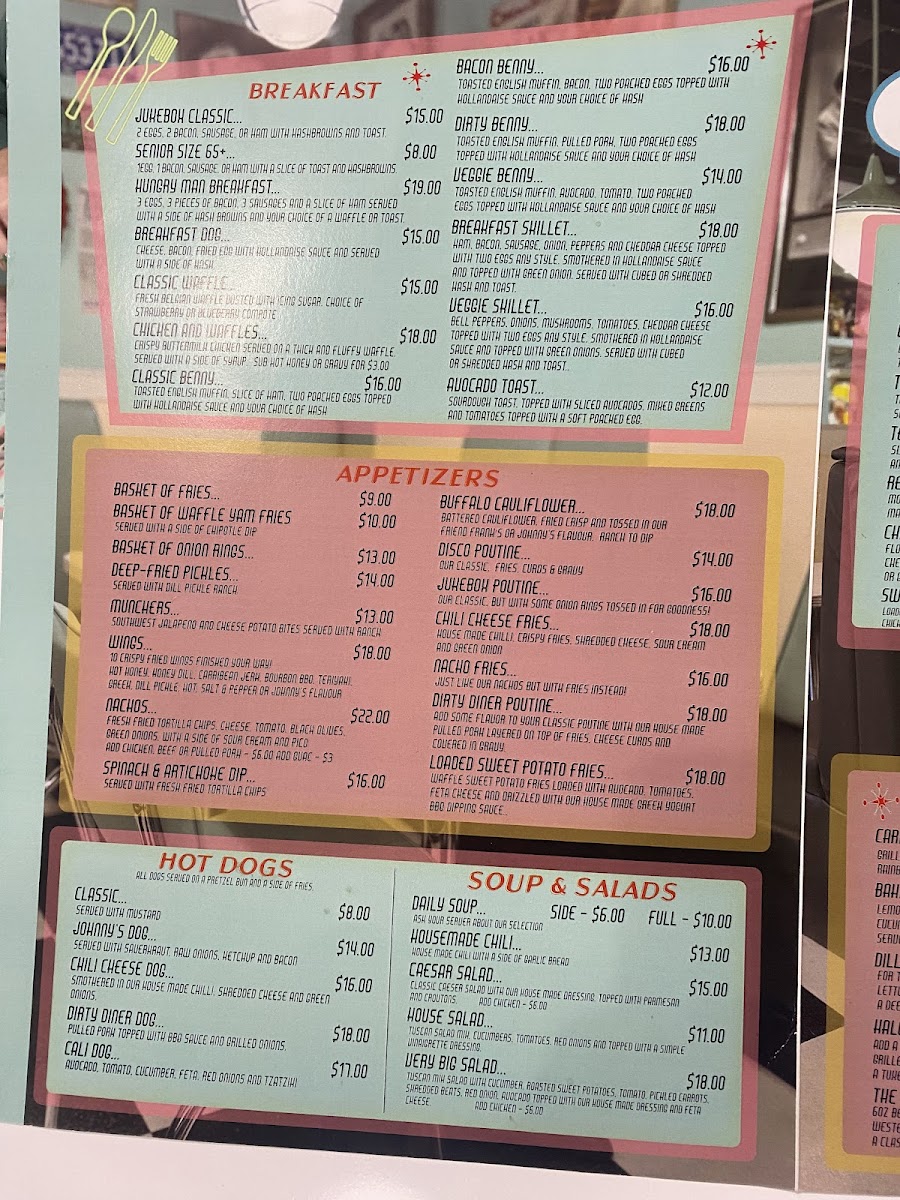 BREAKFAST
JUKEBOX CLASSIC... $15.00
2 EGGS, 2 BACON, SAUSAGE, OR HAM WITH HASHBROWNS AND TOAST.
SENIOR SIZE 65+... $8.00
1EGG, 1 BACON, SAUSAGE, OR HAM WITH A SLICE OF TOAST AND HASHBROWNS.
HUNGRY MAN BREAKFAST... $19.00
3 EGGS, 3 PIECES OF BACON, 3 SAUSAGES AND A SLICE OF HAM SERVED
WITH A SIDE OF HASH BROWNS AND YOUR CHOICE OF A WAFFLE OR TOAST.
BREAKFAST DOG... $15.00
CHEESE, BACON, FRIED EGG WITH HOLLANDAISE SAUCE AND SERVED
WITH A SIDE OF HASH
CLASSIC WAFFLE... $15.00
FRESH BELGIAN WAFFLE DUSTED WITH ICING SUGAR. CHOICE OF
STRAWBERRY OR BLUEBERRY COMPOTE
CHICKEN AND WAFFLES... $18.00
CRISPY BUTTERMILK CHICKEN SERVED ON A THICK AND FLUFFY WAFFLE,
SERVED WITH A SIDE OF SYRUP. SUB HOT HONEY OR GRAVY FOR $3.00
CLASSIC BENNY... $16.00
TOASTED ENGLISH MUFFIN, SLICE OF HAM, TWO POACHED EGGS TOPPED
WITH HOLLANDAISE SAUCE AND YOUR CHOICE OF HASH
BACON BENNY... $16.00
TOASTED ENGLISH MUFFIN, BACON, TWO POACHED EGGS TOPPED WITH
HOLLANDAISE SAUCE AND YOUR CHOICE OF HASH
DIRTY BENNY... $18.00
TOASTED ENGLISH MUFFIN, PULLED PORK, TWO POACHED EGGS
TOPPED WITH HOLLANDAISE SAUCE AND YOUR CHOICE OF HASH
VEGGIE BENNY... $14.00
TOASTED ENGLISH MUFFIN, AVOCADO, TOMATO, TWO POACHED
EGGS TOPPED WITH HOLLANDAISE SAUCE AND YOUR CHOICE OF HASH
BREAKFAST SKILLET... $18.00
HAM, BACON, SAUSAGE, ONION, PEPPERS AND CHEDDAR CHEESE TOPPED
WITH TWO EGGS ANY STYLE, SMOTHERED IN HOLLANDAISE SAUCE
AND TOPPED WITH GREEN ONION. SERVED WITH CUBED OR SHREDDED
HASH AND TOAST.
VEGGIE SKILLET... $16.00
BELL PEPPERS, ONIONS, MUSHROOMS, TOMATOES, CHEDDAR CHEESE
TOPPED WITH TWO EGGS ANY STYLE, SMOTHERED IN HOLLANDAISE
SAUCE AND TOPPED WITH GREEN ONIONS. SERVED WITH CUBED
OR SHREDDED HASH AND TOAST..
AVOCADO TOAST... $12.00
SOURDOUGH TOAST, TOPPED WITH SLICED AVOCADOS, MIXED GREENS
AND TOMATOES TOPPED WITH A SOFT POACHED EGG.
APPETIZERS
BASKET OF FRIES... $9.00
BASKET OF WAFFLE YAM FRIES $10.00
SERVED WITH A SIDE OF CHIPOTLE DIP
BASKET OF ONION RINGS... $13.00
DEEP-FRIED PICKLES... $14.00
SERVED WITH DILL PICKLE RANCH
MUNCHERS... $13.00
SOUTHWEST JALAPENO AND CHEESE POTATO BITES SERVED WITH RANCH
WINGS... $18.00
10 CRISPY FRIED WINGS FINISHED YOUR WAY!
HOT HONEY, HONEY DILL, CARRIBEAN JERK, BOURBON BBQ, TERIYAKI,
GREEK, DILL PICKLE, HOT, SALT & PEPPER OR JOHNNY'S FLAVOUR
NACHOS... $22.00
FRESH FRIED TORTILLA CHIPS, CHEESE, TOMATO, BLACK OLIVES,
GREEN ONIONS, WITH A SIDE OF SOUR CREAM AND PICO
ADD CHICKEN, BEEF OR PULLED PORK - $6.00 ADD GUAC - $3
SPINACH & ARTICHOKE DIP... $16.00
SERVED WITH FRESH FRIED TORTILLA CHIPS
BUFFALO CAULIFLOWER... $18.00
BATTERED CAULIFLOWER, FRIED CRISP AND TOSSED IN OUR
FRIEND FRANK'S OR JOHNNY'S FLAVOUR. RANCH TO DIP
DISCO POUTINE... $14.00
OUR CLASSIC. FRIES, CURDS & GRAVY
JUKEBOX POUTINE... $16.00
OUR CLASSIC, BUT WITH SOME ONION RINGS TOSSED IN FOR GOODNESS!
CHILI CHEESE FRIES... $18.00
HOUSE MADE CHILLI, CRISPY FRIES, SHREDDED CHEESE, SOUR CREAM
AND GREEN ONION
NACHO FRIES... $16.00
JUST LIKE OUR NACHOS BUT WITH FRIES INSTEAD!
DIRTY DINER POUTINE... $18.00
ADD SOME FLAVOR TO YOUR CLASSIC POUTINE WITH OUR HOUSE MADE
PULLED PORK LAYERED ON TOP OF FRIES, CHEESE CURDS AND
COVERED IN GRAVY.
LOADED SWEET POTATO FRIES... $18.00
WAFFLE SWEET POTATO FRIES LOADED WITH AVOCADO, TOMATOES,
FETA CHEESE AND DRIZZLED WITH OUR HOUSE MADE GREEK YOGURT
BBQ DIPPING SAUCE..
HOT DOGS
ALL DOGS SERVED ON A PRETZEL BUN AND A SIDE OF FRIES.
CLASSIC... $8.00
SERVED WITH MUSTARD
JOHNNY'S DOG... $14.00
SERVED WITH SAUERKRAUT, RAW ONIONS, KETCHUP AND BACON
CHILI CHEESE DOG... $16.00
SMOTHERED IN OUR HOUSE MADE CHILLI, SHREDDED CHEESE AND GREEN
ONIONS.
DIRTY DINER DOG... $18.00
PULLED PORK TOPPED WITH BBQ SAUCE AND GRILLED ONIONS.
CALI DOG... $17.00
AVOCADO, TOMATO, CUCUMBER, FETA, RED ONIONS AND TZATZIKI
SOUP & SALADS
DAILY SOUP... SIDE - $6.00 FULL - $10.00
ASK YOUR SERVER ABOUT OUR SELECTION
HOUSEMADE CHILI... $13.00
HOUSE MADE CHILI WITH A SIDE OF GARLIC BREAD
CAESAR SALAD... $15.00
CLASSIC CAESER SALAD WITH OUR HOUSE MADE DRESSING, TOPPED WITH PARMESAN
AND CROUTONS. ADD CHICKEN - $6.00
HOUSE SALAD... $11.00
TUSCAN SALAD MIX, CUCUMBERS, TOMATOES, RED ONIONS AND TOPPED WITH A SIMPLE
VINAIGRETTE DRESSING.
VERY BIG SALAD... $18.00
TUSCAN MIX SALAD WITH CUCUMBER, ROASTED SWEET POTATOES, TOMATO, PICKLED CARROTS,
SHREDDED BEATS, RED ONION, AVOCADO TOPPED WITH OUR HOUSE MADE DRESSING AND FETA
CHEESE. ADD CHICKEN - $6.00